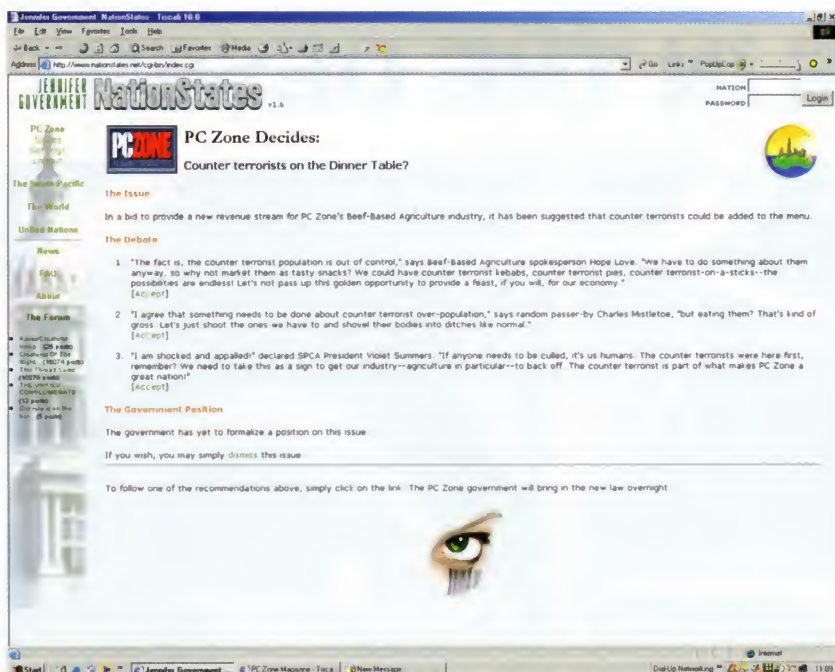 Jennifer Government NationStates Tiscali 10.0
File Edit View Favorites Tools Help
Back Search Favorites Media
Address http://www.nationstates.net/cgi-bin/index.cgi Go Links PopUpCop
JENNIFER GOVERNMENT NationStates v1.6
NATION
PASSWORD Login
PC Zone
The South Pacific
The World
United Nations
News
FAQ
About
The Forum
PCZONE
PC Zone Decides:
Counter terrorists on the Dinner Table?
The Issue
In a bid to provide a new revenue stream for PC Zone's Beef-Based Agriculture industry, it has been suggested that counter terrorists could be added to the menu.
The Debate
1 "The fact is, the counter terrorist population is out of control," says Beef-Based Agriculture spokesperson Hope Love. "We have to do something about them
anyway, so why not market them as tasty snacks? We could have counter terrorist kebabs, counter terrorist pies, counter terrorist-on-a-sticks--the
possibilities are endless! Let's not pass up this golden opportunity to provide a feast, if you will, for our economy."
[Accept]
2 "I agree that something needs to be done about counter terrorist over-population," says random passer-by Charles Mistletoe, "but eating them? That's kind of
gross. Let's just shoot the ones we have to and shovel their bodies into ditches like normal."
[Accept]
3. "I am shocked and appalled!" declared SPCA President Violet Summers. "If anyone needs to be culled, it's us humans. The counter terrorists were here first,
remember? We need to take this as a sign to get our industry--agriculture in particular--to back off. The counter terrorist is part of what makes PC Zone a
great nation!"
[Accept]
The Government Position
The government has yet to formalize a position on this issue
If you wish, you may simply dismiss this issue
To follow one of the recommendations above, simply click on the link. The PC Zone government will bring in the new law overnight
Internet
Start Jennifer Government PC Zone Magazine - Tisca New Message Dial-Up Networking 11:09